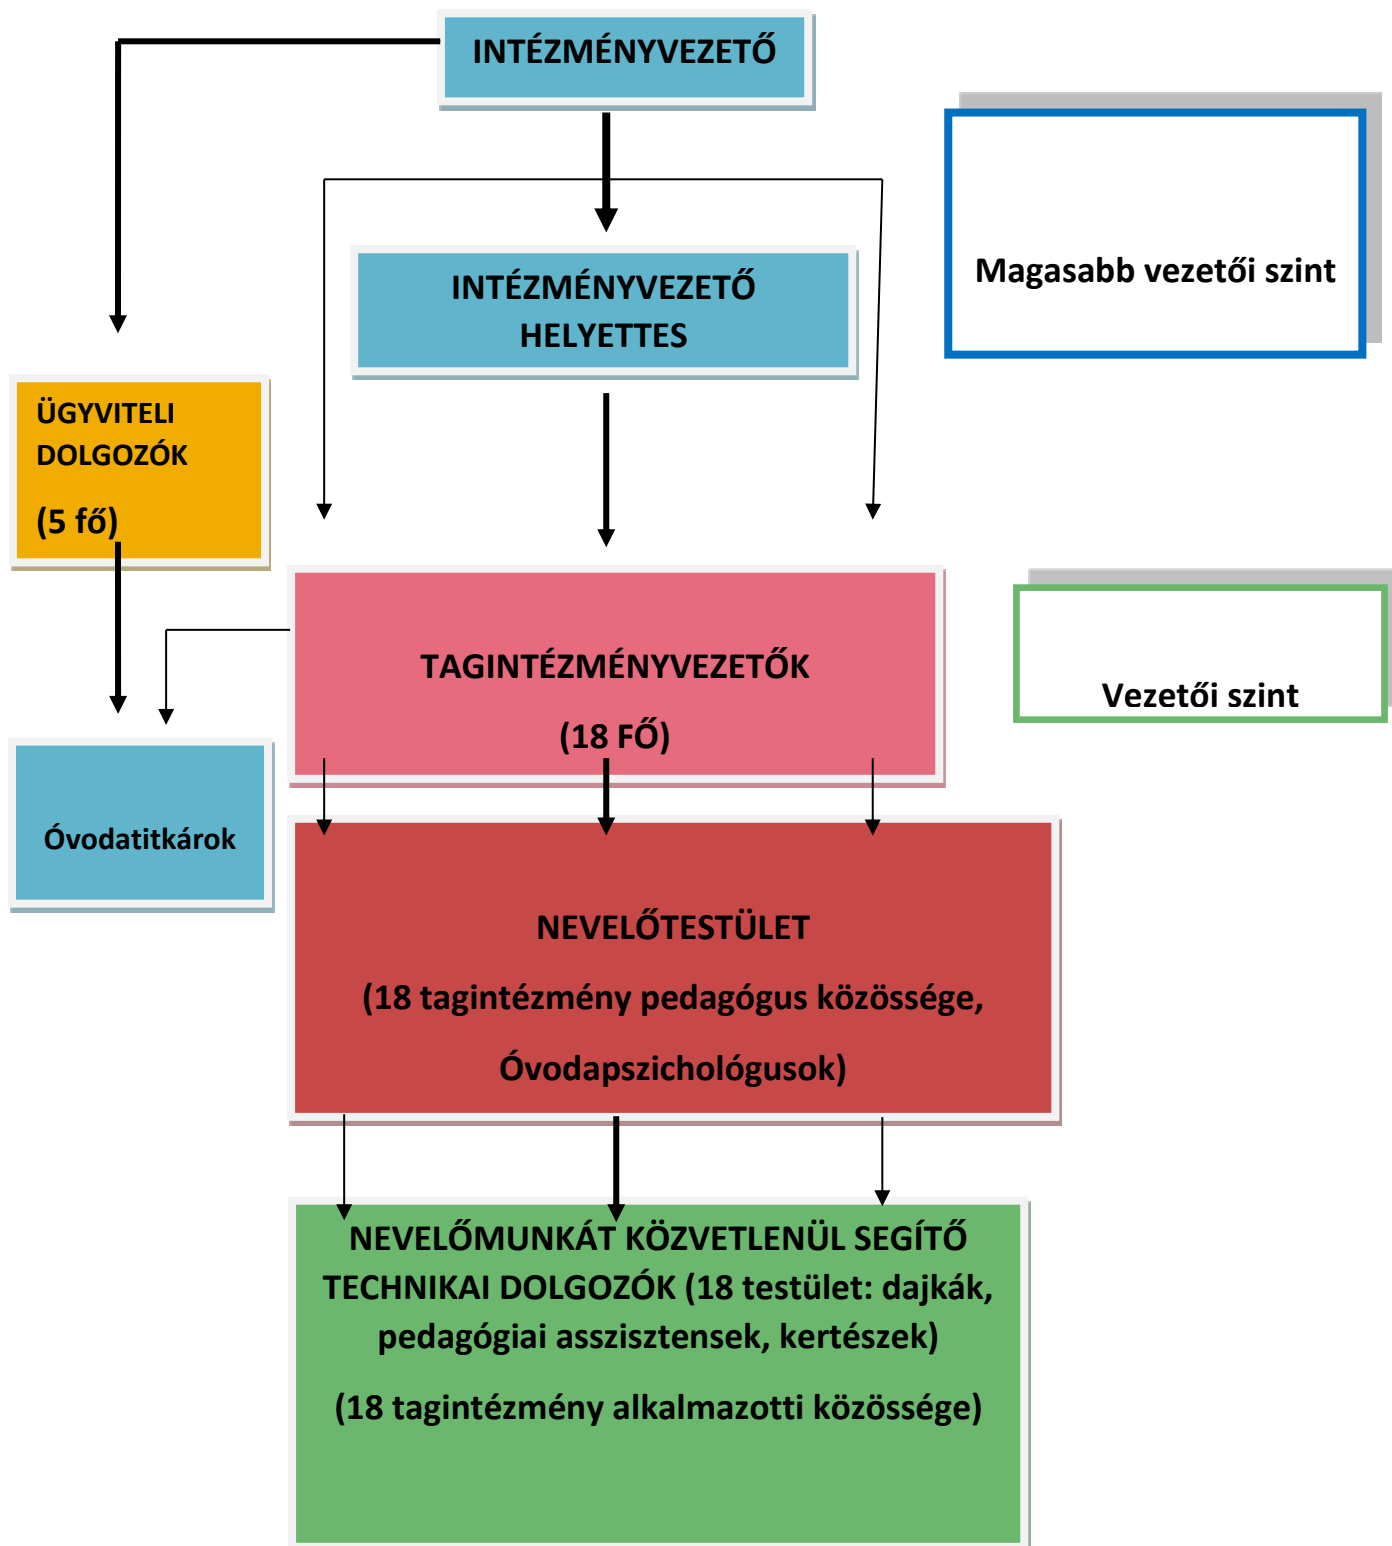 INTÉZMÉNYVEZETŐ
Magasabb vezetői szint
INTÉZMÉNYVEZETŐ
HELYETTES
ÜGYVITELI
DOLGOZÓK
(5 fő)
TAGINTÉZMÉNYVEZETŐK
(18 FŐ)
Vezetői szint
Óvodatitkárok
NEVELŐTESTÜLET
(18 tagintézmény pedagógus közössége,
Óvodapszichológusok)
NEVELŐMUNKÁT KÖZVETLENÜL SEGÍTŐ
TECHNIKAI DOLGOZÓK (18 testület: dajkák,
pedagógiai asszisztensek, kertészek)
(18 tagintézmény alkalmazotti közössége)